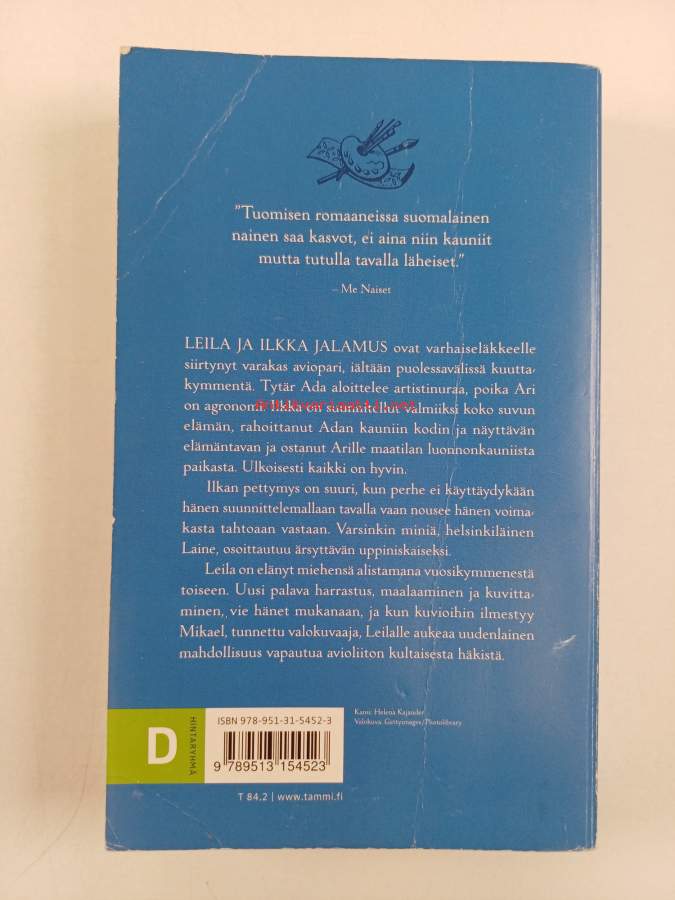 "Tuomisen romaaneissa suomalainen
nainen saa kasvot, ei aina niin kauniit
mutta tutulla tavalla läheiset."
– Me Naiset
LEILA JA ILKKA JALAMUS ovat varhaiseläkkeelle
siirtynyt varakas aviopari, iältään puolessavälissä kuutta-
kymmentä. Tytär Ada aloittelee artistinuraa, poika Ari
on agronomi. Ilkka on suunnitellut valmiiksi koko suvun
elämän, rahoittanut Adan kauniin kodin ja näyttävän
elämäntavan ja ostanut Arille maatilan luonnonkauniista
paikasta. Ulkoisesti kaikki on hyvin.
Ilkan pettymys on suuri, kun perhe ei käyttäydykään
hänen suunnittelemallaan tavalla vaan nousee hänen voima-
kasta tahtoaan vastaan. Varsinkin miniä, helsinkiläinen
Laine, osoittautuu ärsyttävän uppiniskaiseksi.
Leila on elänyt miehensä alistamana vuosikymmenestä
toiseen. Uusi palava harrastus, maalaaminen ja kuvitta-
minen, vie hänet mukanaan, ja kun kuvioihin ilmestyy
Mikael, tunnettu valokuvaaja, Leilalle aukeaa uudenlainen
mahdollisuus vapautua avioliiton kultaisesta häkistä.
D
HINTARYHMÄ
ISBN 978-951-31-5452-3
9 789513 154523
T 84.2 | www.tammi.fi
Kansi: Helena Kajander
Valokuva: Gettyimages/Photolibrary